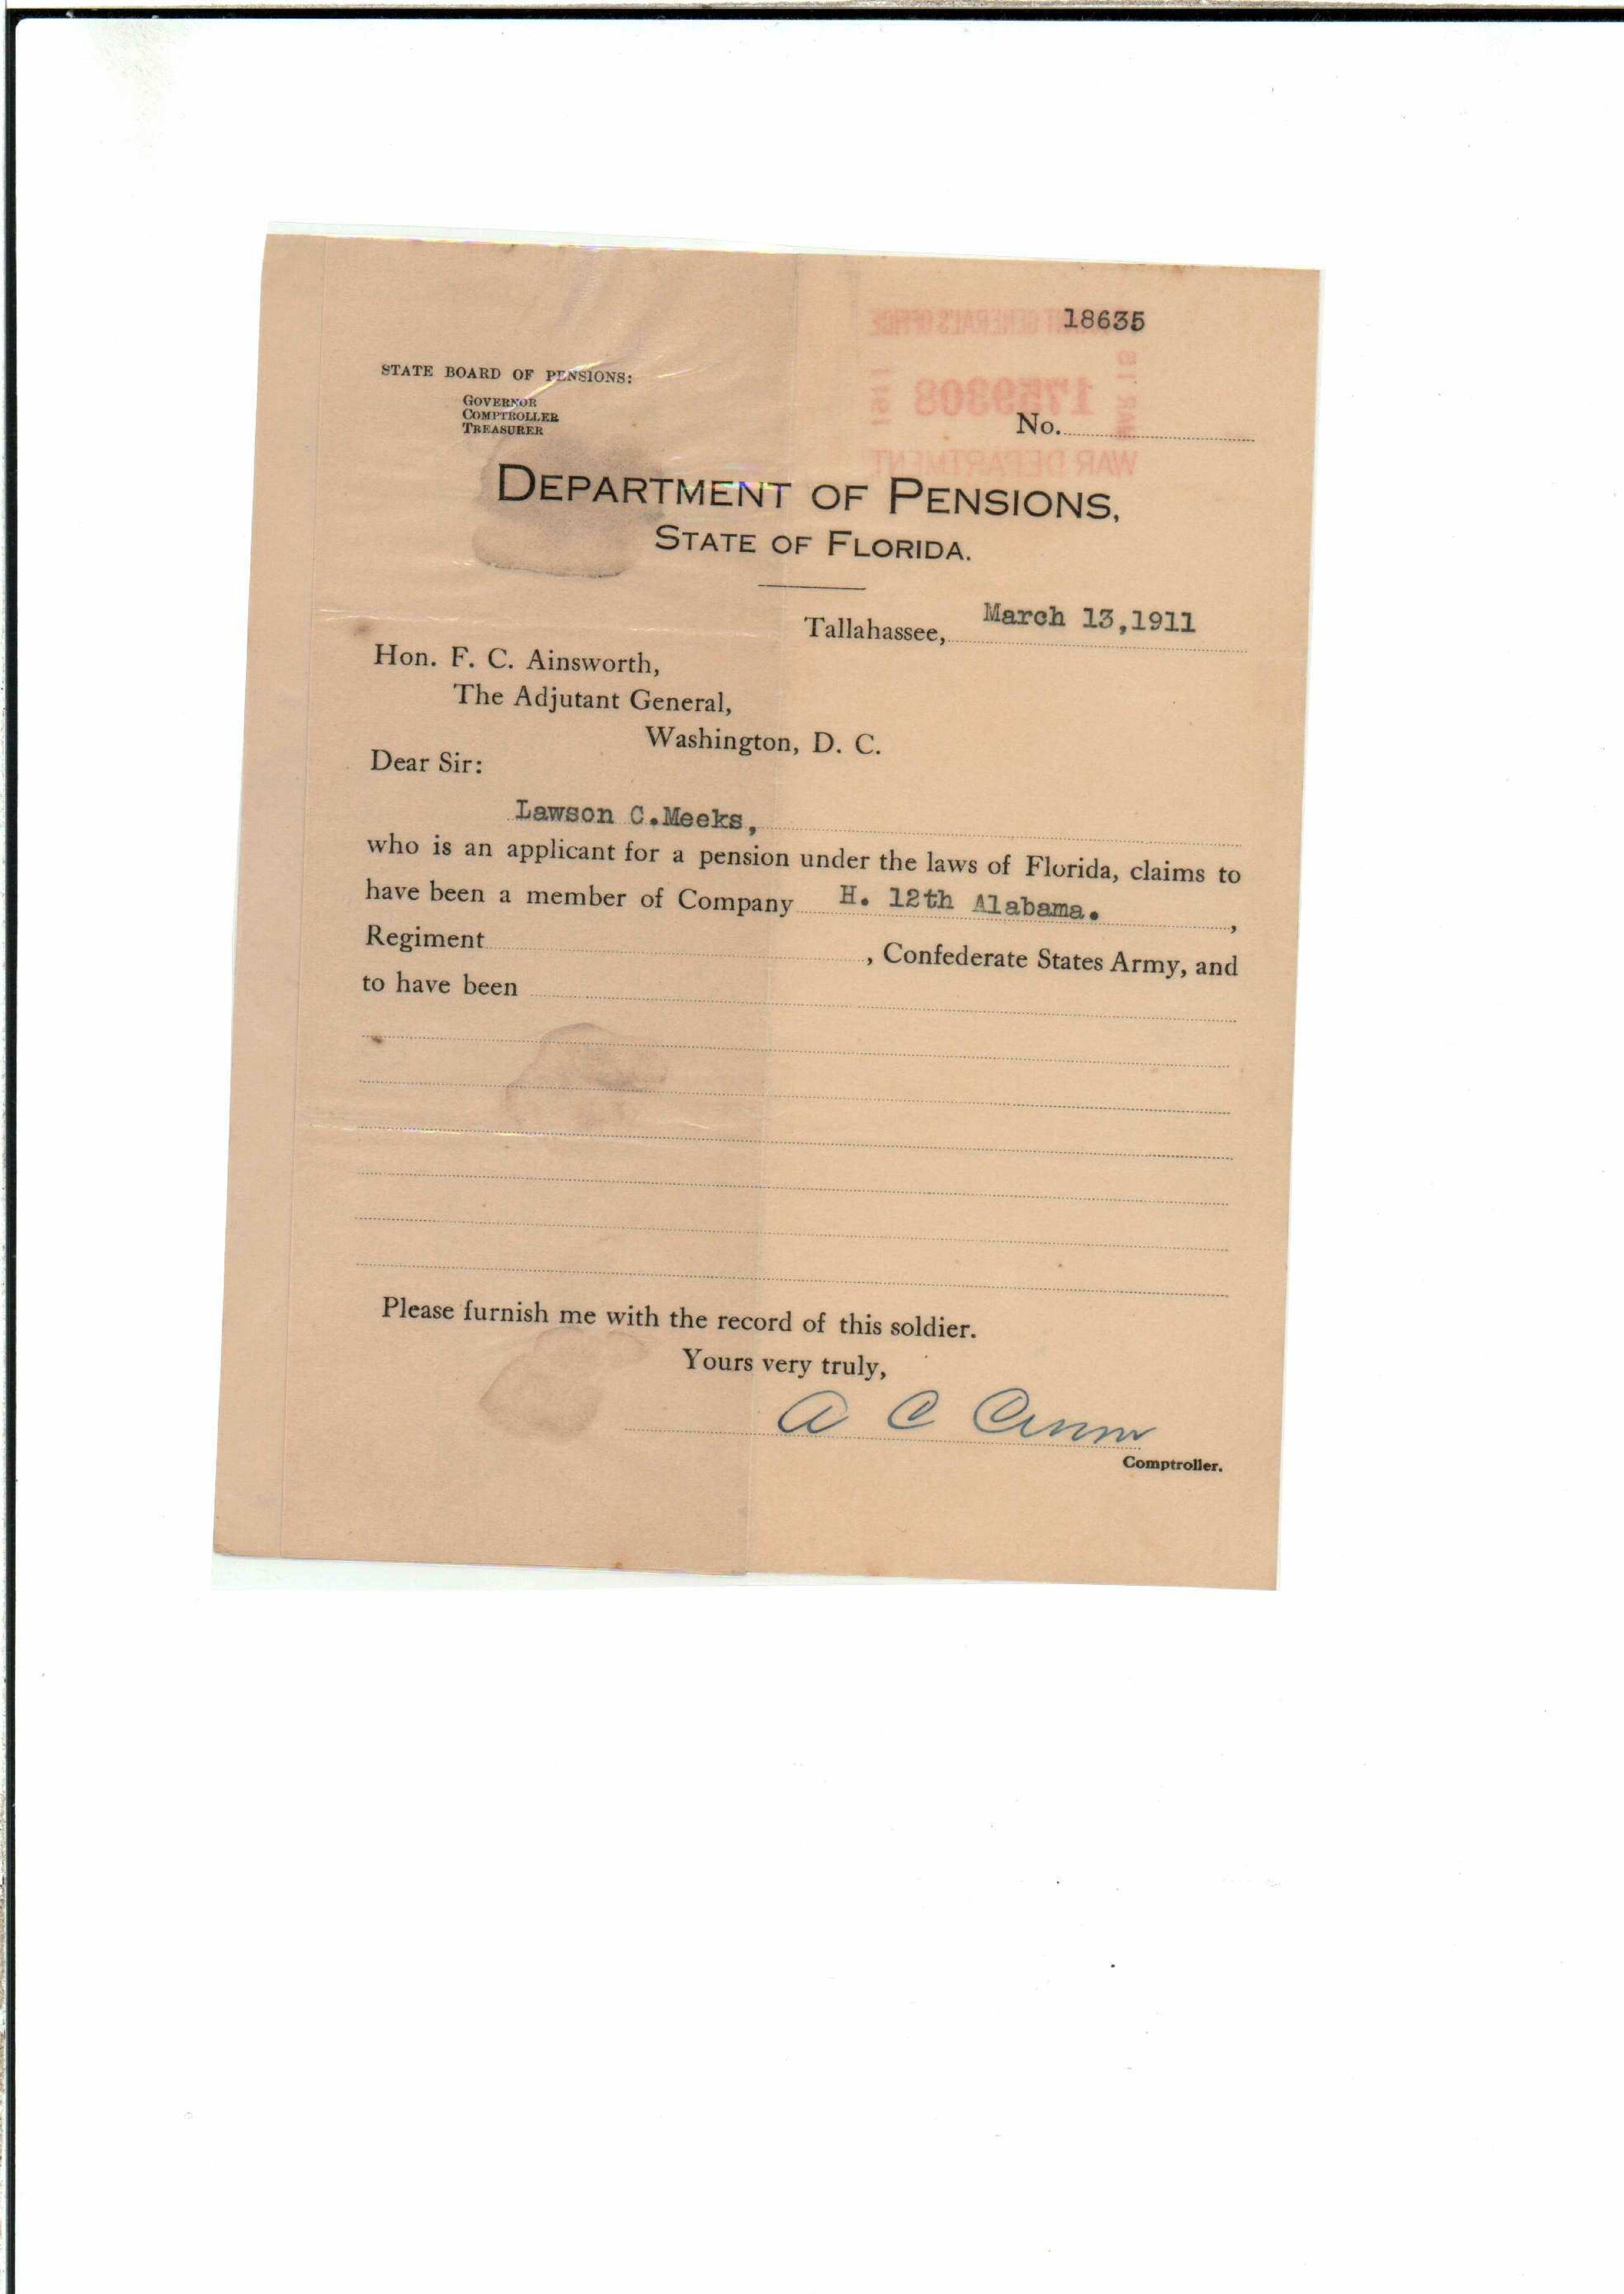 18635
STATE BOARD OF PENSIONS:
GOVERNOR
COMPTROLLER
TREASURER
No.
1759308
WAR DEPARTMENT
DEPARTMENT OF PENSIONS,
STATE OF FLORIDA.
Tallahassee, March 13,1911
Hon. F. C. Ainsworth,
The Adjutant General,
Washington, D. C.
Dear Sir:
Lawson C.Meeks,
who is an applicant for a pension under the laws of Florida, claims to
have been a member of Company H. 12th Alabama. ,
Regiment , Confederate States Army, and
to have been
Please furnish me with the record of this soldier.
Yours very truly,
A C
Comptroller.